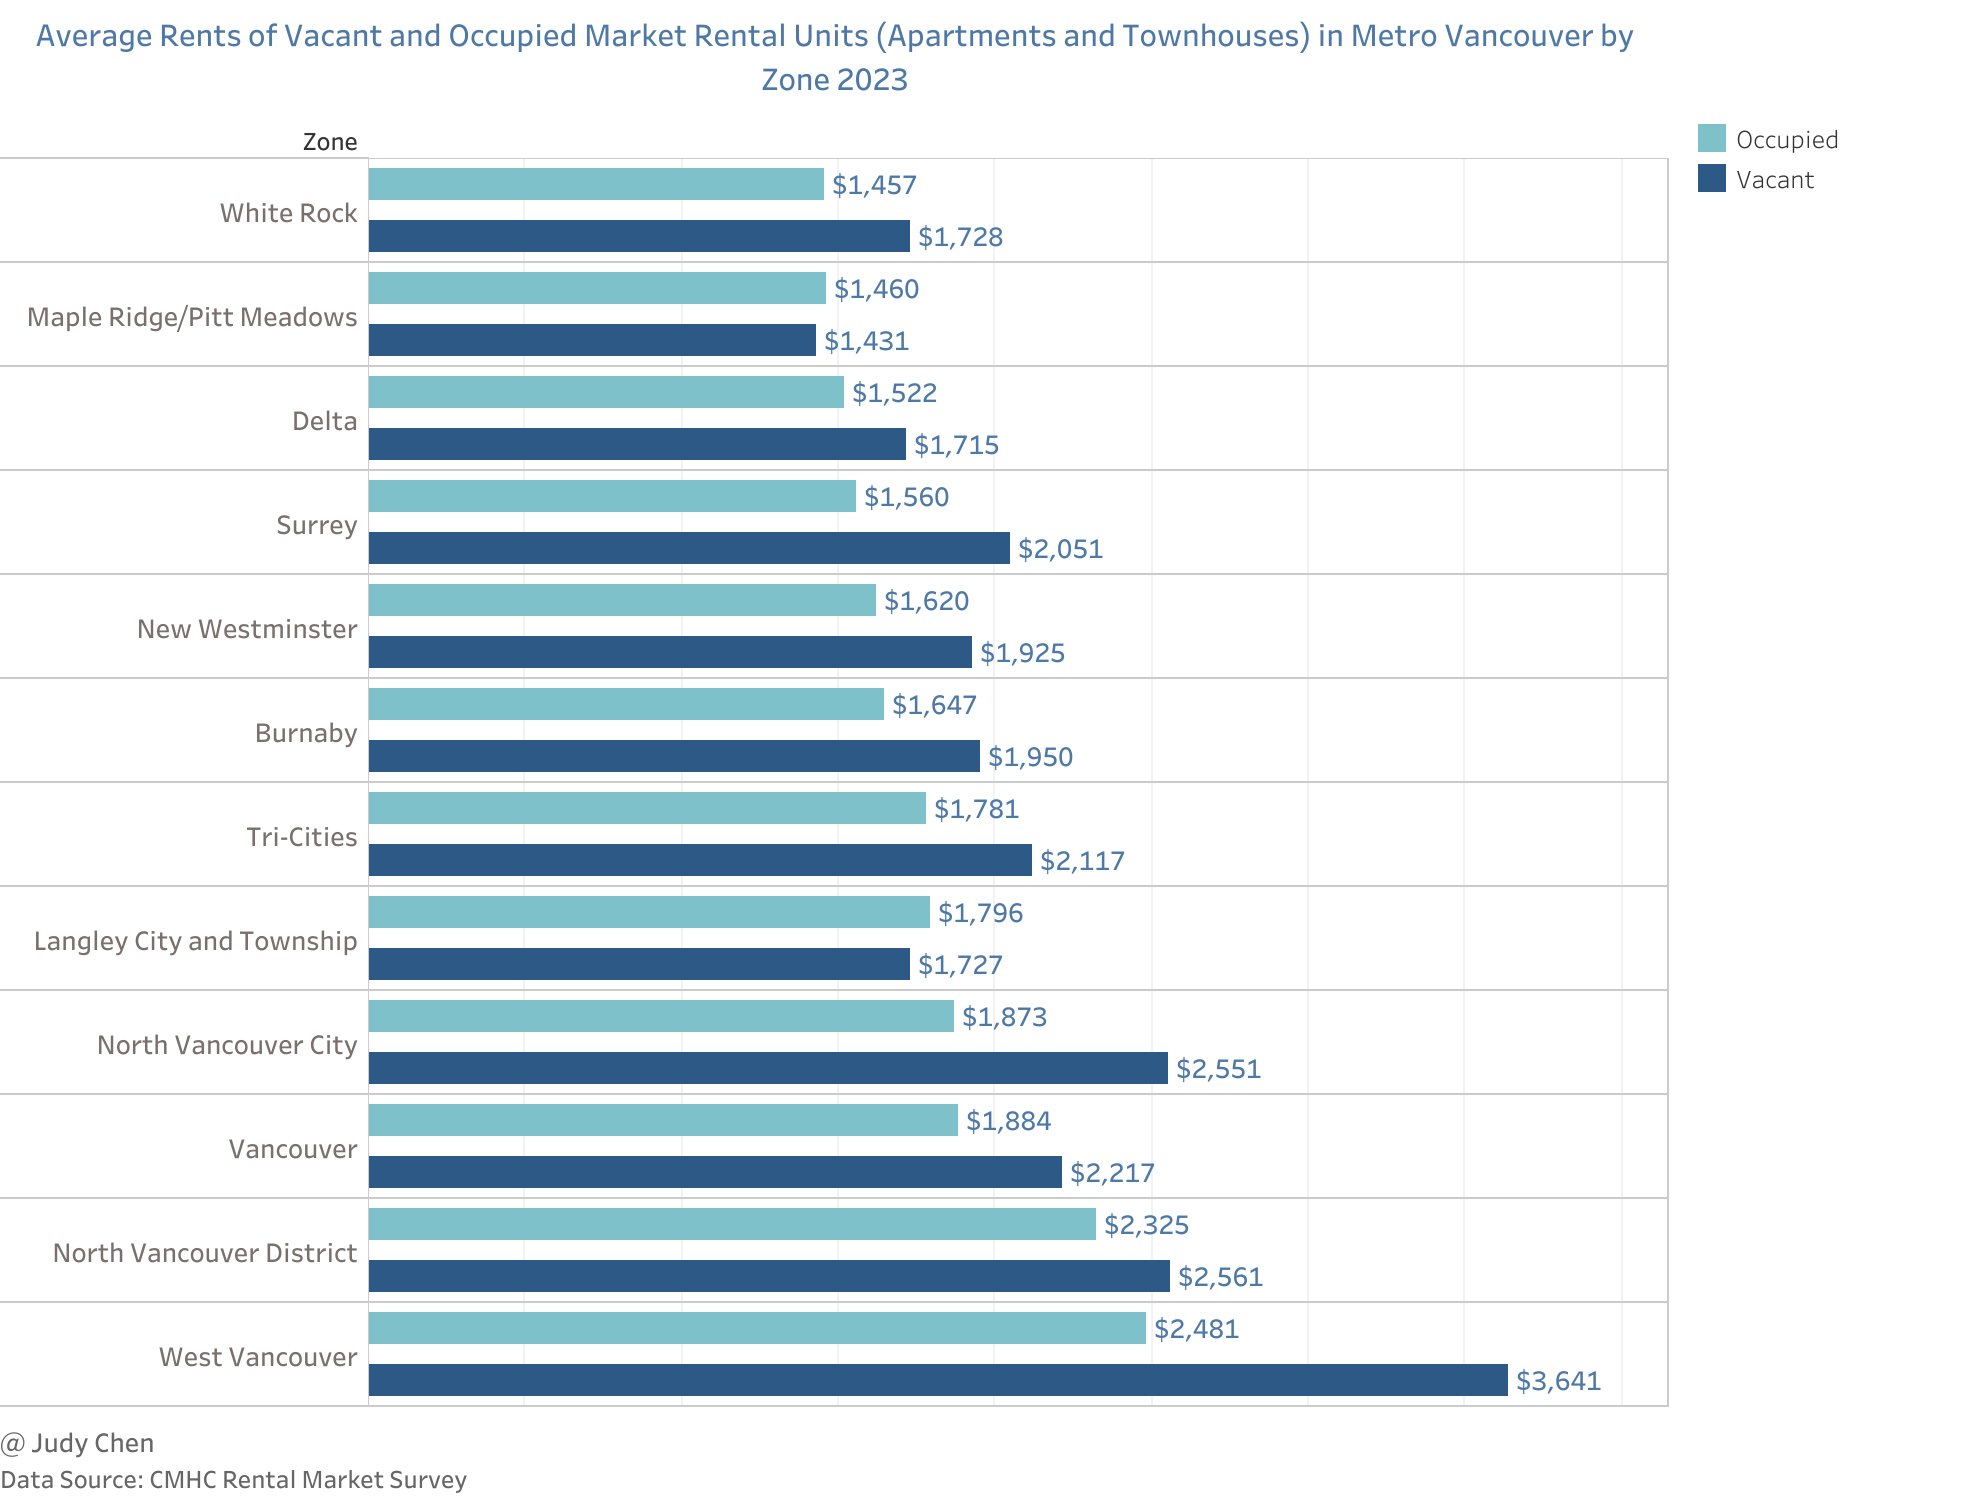 Average Rents of Vacant and Occupied Market Rental Units (Apartments and Townhouses) in Metro Vancouver by
Zone 2023
Zone
Occupied
Vacant
White Rock
$1,457
$1,728
Maple Ridge/Pitt Meadows
$1,460
$1,431
Delta
$1,522
$1,715
Surrey
$1,560
$2,051
New Westminster
$1,620
$1,925
Burnaby
$1,647
$1,950
Tri-Cities
$1,781
$2,117
Langley City and Township
$1,796
$1,727
North Vancouver City
$1,873
$2,551
Vancouver
$1,884
$2,217
North Vancouver District
$2,325
$2,561
West Vancouver
$2,481
$3,641
@ Judy Chen
Data Source: CMHC Rental Market Survey